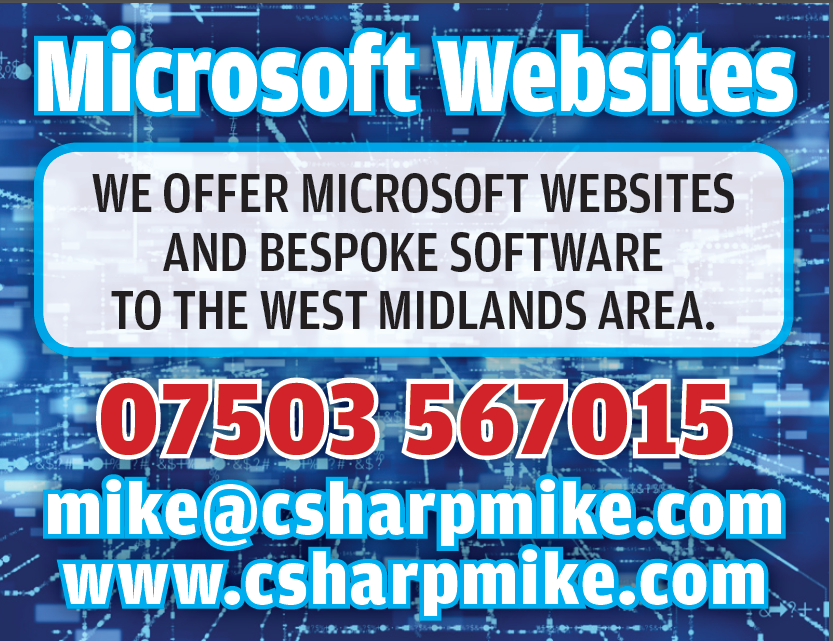 Microsoft Websites
WE OFFER MICROSOFT WEBSITES
AND BESPOKE SOFTWARE
TO THE WEST MIDLANDS AREA.
07503 567015
mike@csharpmike.com
www.csharpmike.com